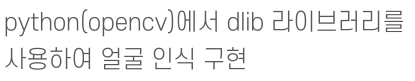 python(opencv)에서 dlib 라이브러리를
사용하여 얼굴 인식 구현